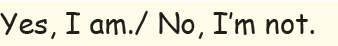 Yes, I am./ No, I'm not.